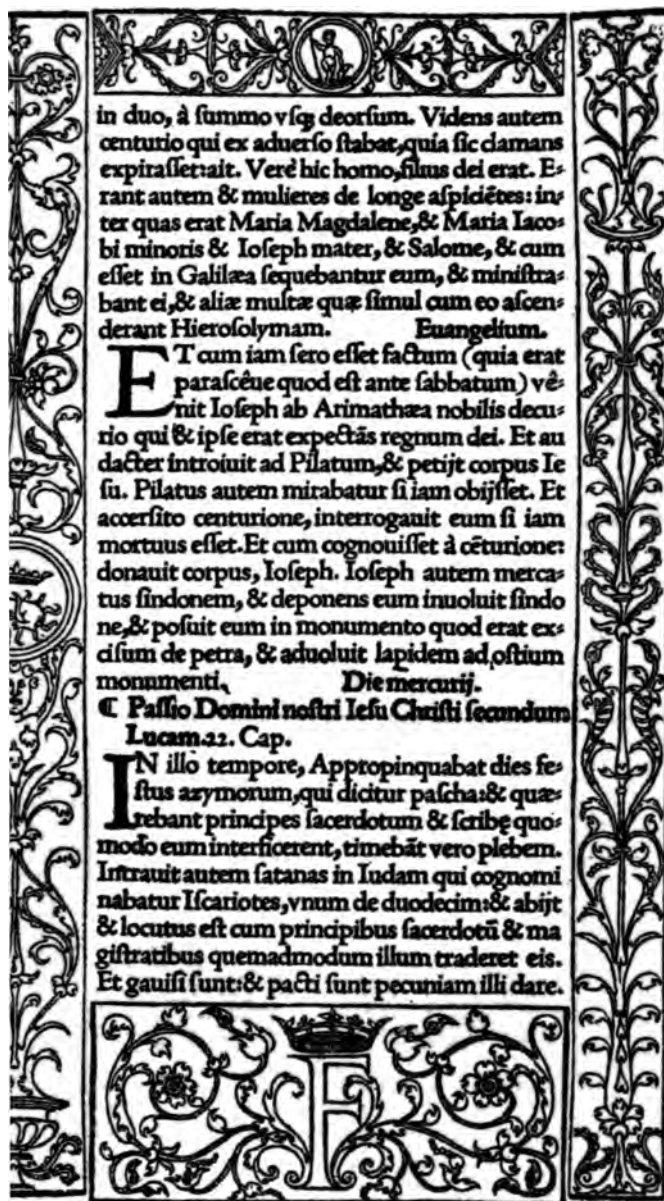 in duo, à ſummo vſq; deorſum. Videns autem
centurio qui ex aduerſo ſtabat, quia ſic clamans
expiraſſet: ait. Verè hic homo, filius dei erat. E-
rant autem & mulieres de longe aſpiciẽtes: in-
ter quas erat Maria Magdalene, & Maria Iaco-
bi minoris & Ioſeph mater, & Salome, & cum
eſſet in Galilæa ſequebantur eum, & miniſtra-
bant ei, & aliæ multæ quæ ſimul cum eo aſcen-
derant Hieroſolymam. Euangelium.
ET cum iam ſero eſſet factum (quia erat
paraſcêue quod eſt ante ſabbatum) vê-
nit Ioſeph ab Arimathæa nobilis decu-
rio qui & ipſe erat expectãs regnum dei. Et au
dacter introiuit ad Pilatum, & petijt corpus Ie
ſu. Pilatus autem mirabatur ſi iam obijſſet. Et
accerſito centurione, interrogauit eum ſi iam
mortuus eſſet. Et cum cognouiſſet à cẽturione:
donauit corpus, Ioſeph. Ioſeph autem merca-
tus ſindonem, & deponens eum inuoluit ſindo
ne, & poſuit eum in monumento quod erat ex-
ciſum de petra, & aduoluit lapidem ad oſtium
monumenti. Die mercurij.
¶ Paſſio Domini noſtri Ieſu Chriſti ſecundum
Lucam. 22. Cap.
IN illo tempore, Appropinquabat dies fe-
ſtus azymorum, qui dicitur paſcha: & quæ-
rebant principes ſacerdotum & ſcribę quo-
modo eum interficerent, timebãt vero plebem.
Intrauit autem ſatanas in Iudam qui cognomi
nabatur Iſcariotes, vnum de duodecim: & abijt
& locutus eſt cum principibus ſacerdotũ & ma
giſtratibus quemadmodum illum traderet eis.
Et gauiſi ſunt: & pacti ſunt pecuniam illi dare.
F